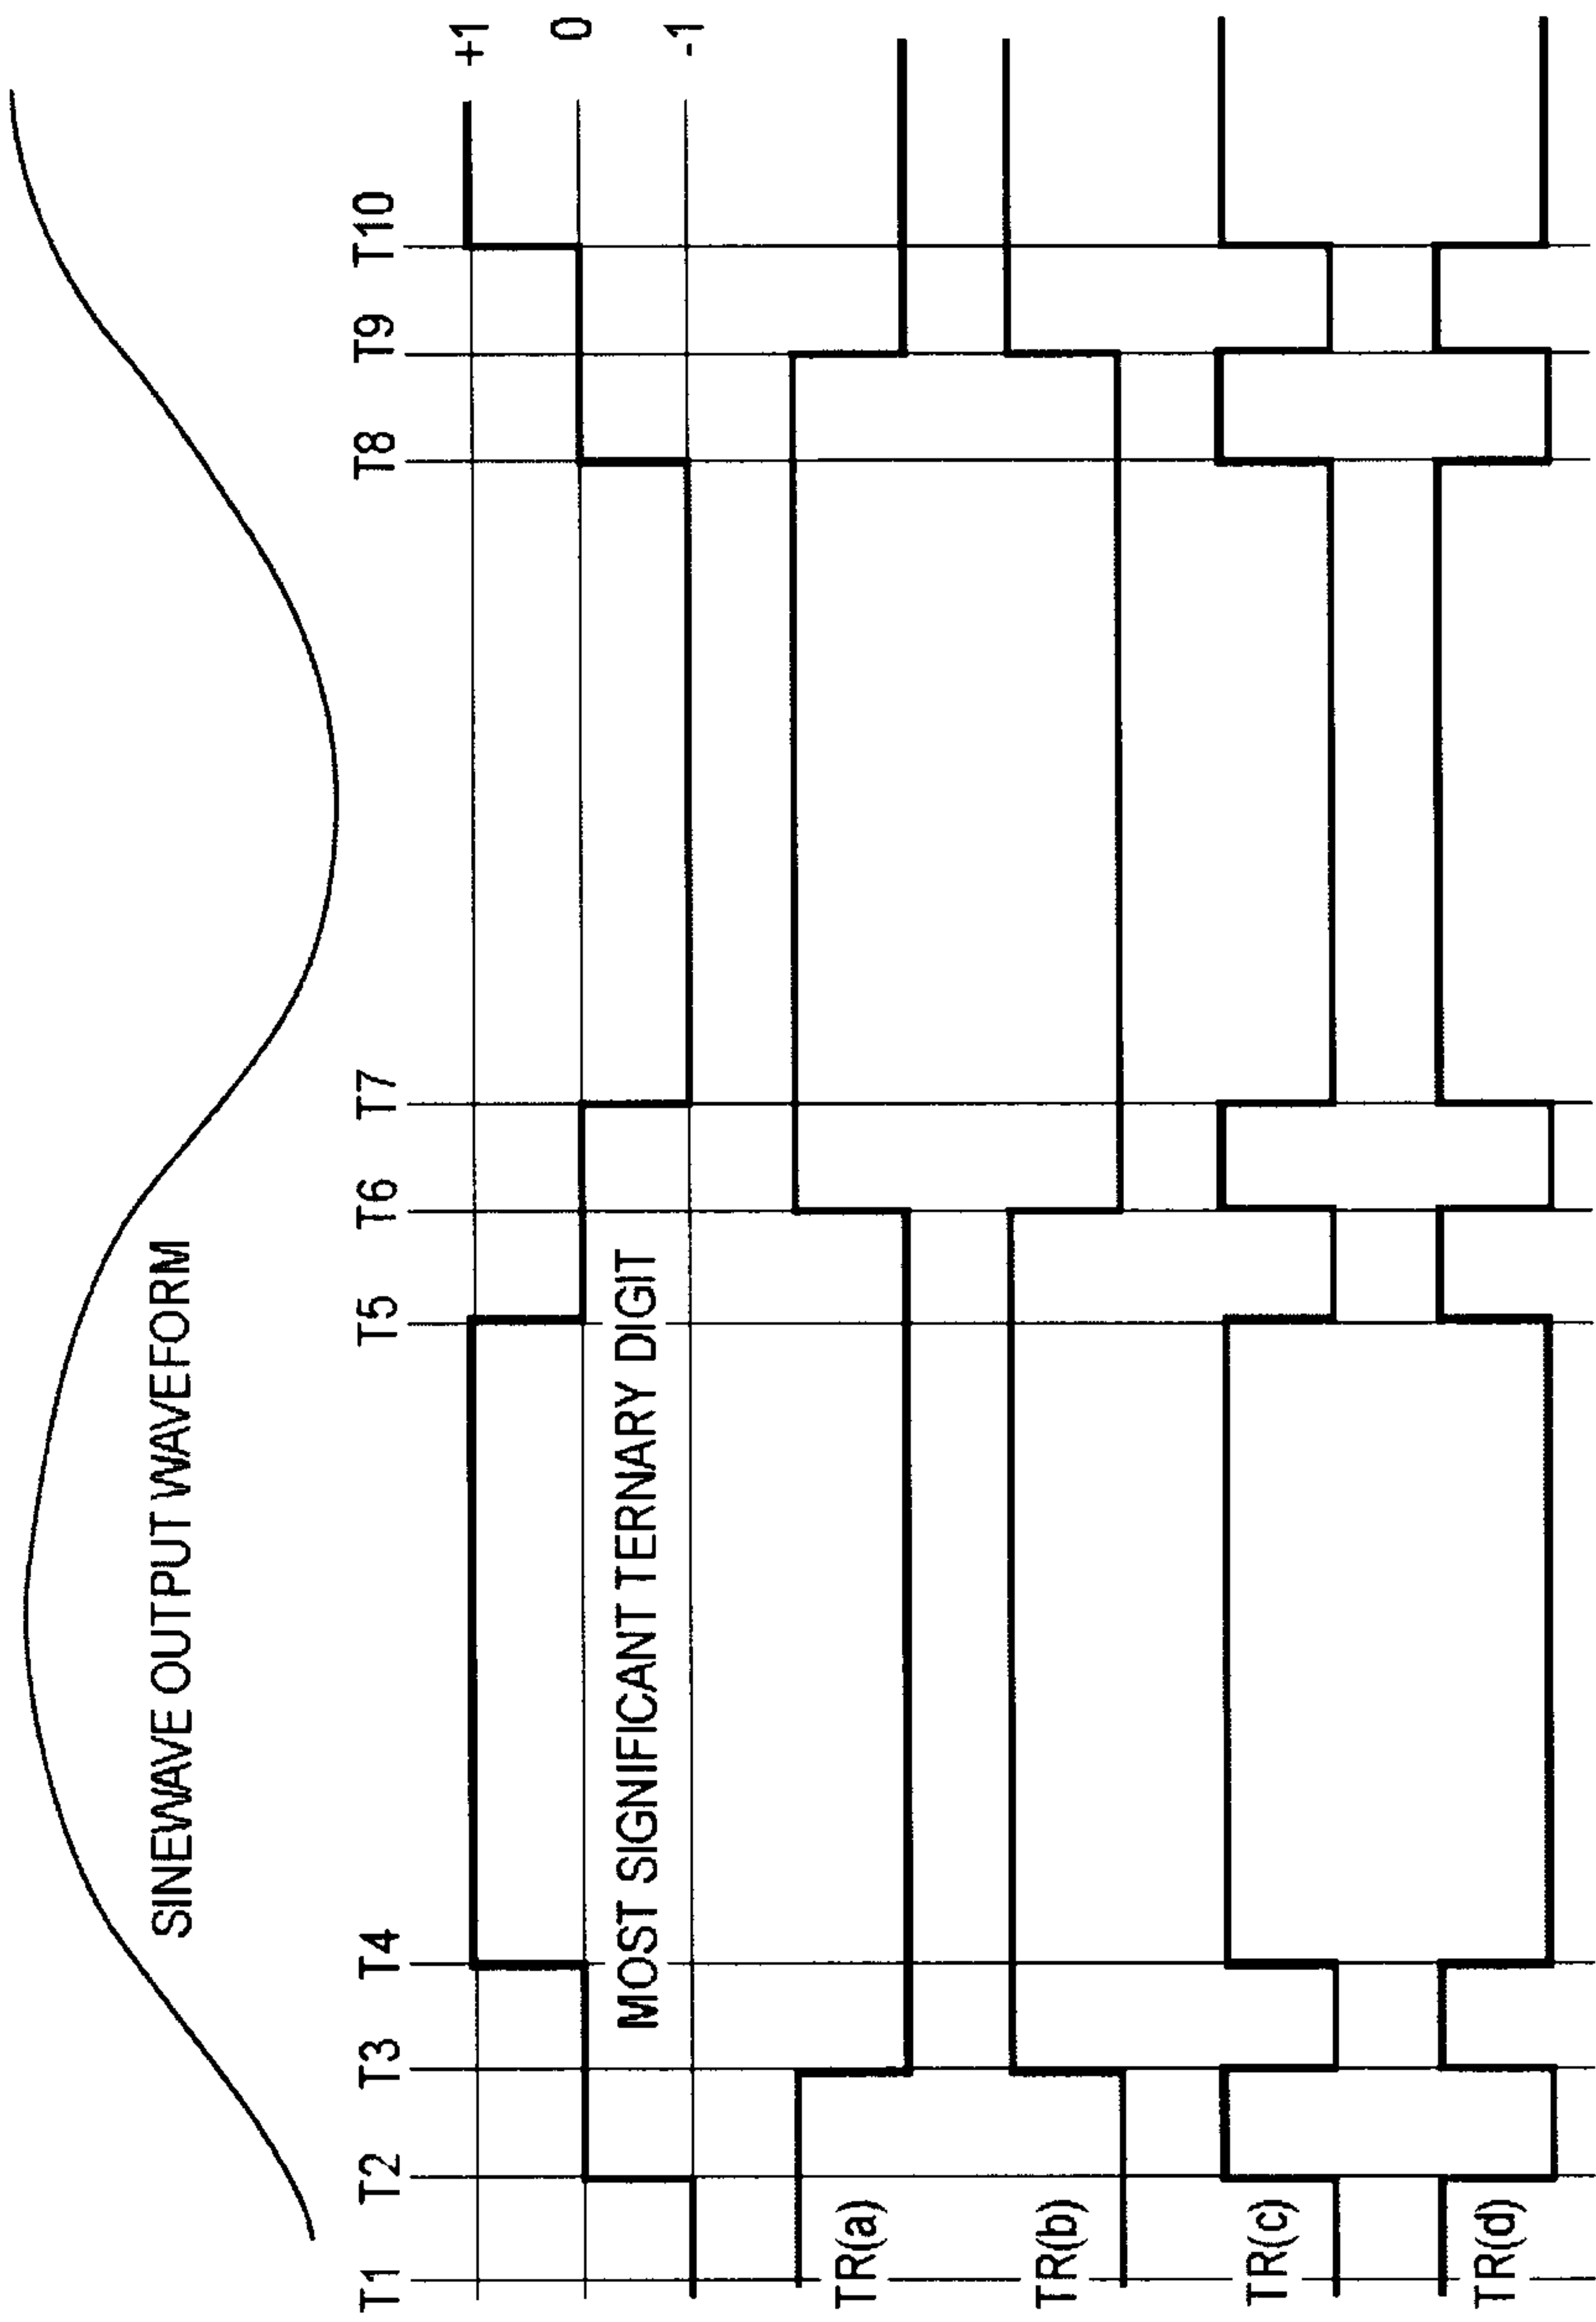 SINEWAVE OUTPUT WAVEFORM
T1 T2 T3 T4 T5 T6 T7 T8 T9 T10
+1
0
MOST SIGNIFICANT TERNARY DIGIT
-1
TR(a)
TR(b)
TR(c)
TR(d)